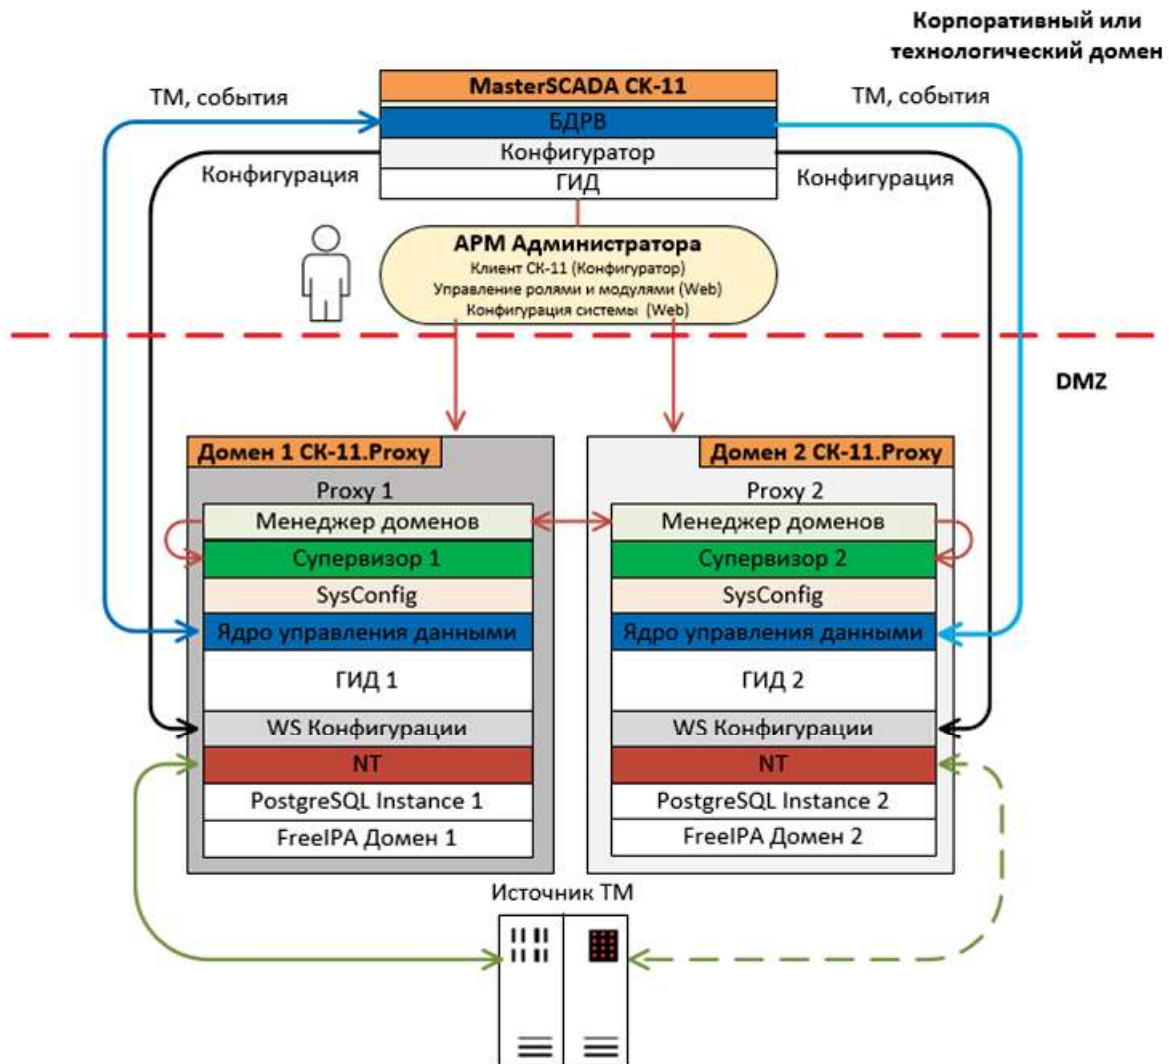 Корпоративный или
технологический домен
MasterSCADA СК-11
ТМ, события
ТМ, события
БДРВ
Конфигуратор
Конфигурация
Конфигурация
ГИД
АРМ Администратора
Клиент СК-11 (Конфигуратор)
Управление ролями и модулями (Web)
Конфигурация системы (Web)
DMZ
Домен 1 СК-11.Proxy
Proxy 1
Менеджер доменов
Супервизор 1
SysConfig
Ядро управления данными
ГИД 1
WS Конфигурации
NT
PostgreSQL Instance 1
FreeIPA Домен 1
Домен 2 СК-11.Proxy
Proxy 2
Менеджер доменов
Супервизор 2
SysConfig
Ядро управления данными
ГИД 2
WS Конфигурации
NT
PostgreSQL Instance 2
FreeIPA Домен 2
Источник ТМ